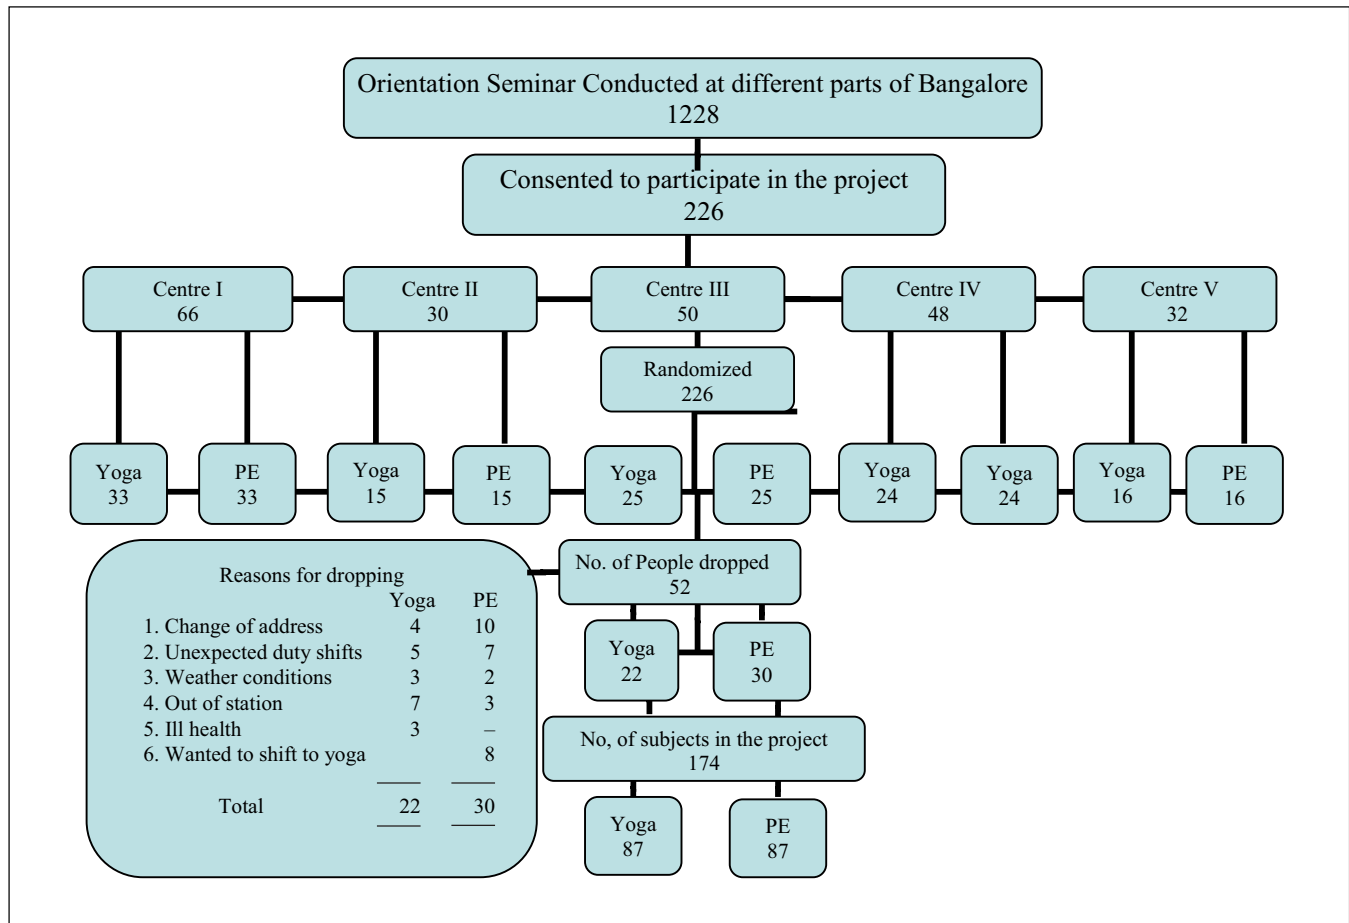 Orientation Seminar Conducted at different parts of Bangalore
1228
Consented to participate in the project
226
Centre I
66
Centre II
30
Centre III
50
Centre IV
48
Centre V
32
Randomized
226
Yoga
33
PE
33
Yoga
15
PE
15
Yoga
25
PE
25
Yoga
24
Yoga
24
Yoga
16
PE
16
No. of People dropped
52
Reasons for dropping
Yoga PE
1. Change of address 4 10
2. Unexpected duty shifts 5 7
3. Weather conditions 3 2
4. Out of station 7 3
5. Ill health 3 –
6. Wanted to shift to yoga 8
Total 22 30
Yoga
22
PE
30
No, of subjects in the project
174
Yoga
87
PE
87